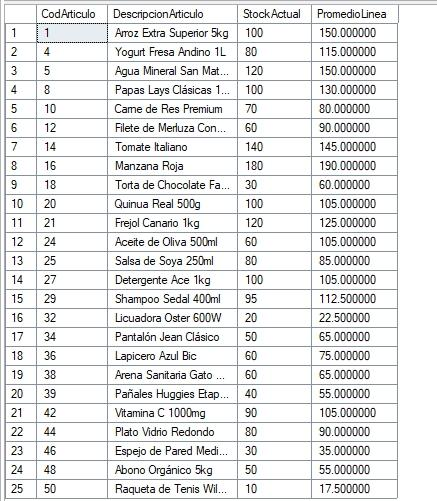 CodArticulo DescripcionArticulo StockActual PromedioLinea
1 1 Arroz Extra Superior 5kg 100 150.000000
2 4 Yogurt Fresa Andino 1L 80 115.000000
3 5 Agua Mineral San Mat... 120 150.000000
4 8 Papas Lays Clásicas 1... 100 130.000000
5 10 Carne de Res Premium 70 80.000000
6 12 Filete de Merluza Con... 60 90.000000
7 14 Tomate Italiano 140 145.000000
8 16 Manzana Roja 180 190.000000
9 18 Torta de Chocolate Fa... 30 60.000000
10 20 Quinua Real 500g 100 105.000000
11 21 Frejol Canario 1kg 120 125.000000
12 24 Aceite de Oliva 500ml 60 105.000000
13 25 Salsa de Soya 250ml 80 85.000000
14 27 Detergente Ace 1kg 100 105.000000
15 29 Shampoo Sedal 400ml 95 112.500000
16 32 Licuadora Oster 600W 20 22.500000
17 34 Pantalón Jean Clásico 50 65.000000
18 36 Lapicero Azul Bic 60 75.000000
19 38 Arena Sanitaria Gato ... 60 65.000000
20 39 Pañales Huggies Etap... 40 55.000000
21 42 Vitamina C 1000mg 90 105.000000
22 44 Plato Vidrio Redondo 80 90.000000
23 46 Espejo de Pared Medi... 30 35.000000
24 48 Abono Orgánico 5kg 50 55.000000
25 50 Raqueta de Tenis Wil... 10 17.500000